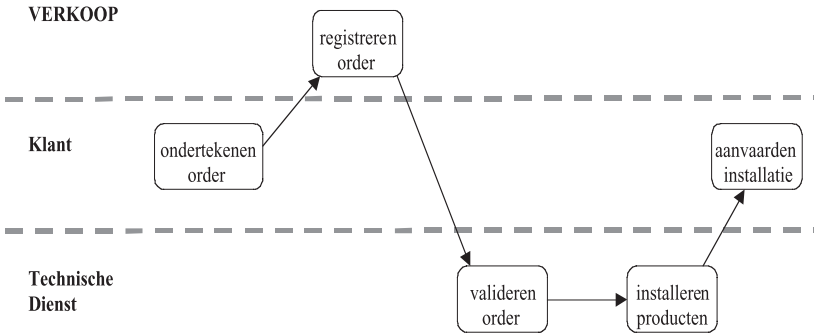 VERKOOP
registreren
order
Klant
ondertekenen
order
aanvaarden
installatie
Technische
Dienst
valideren
order
installeren
producten